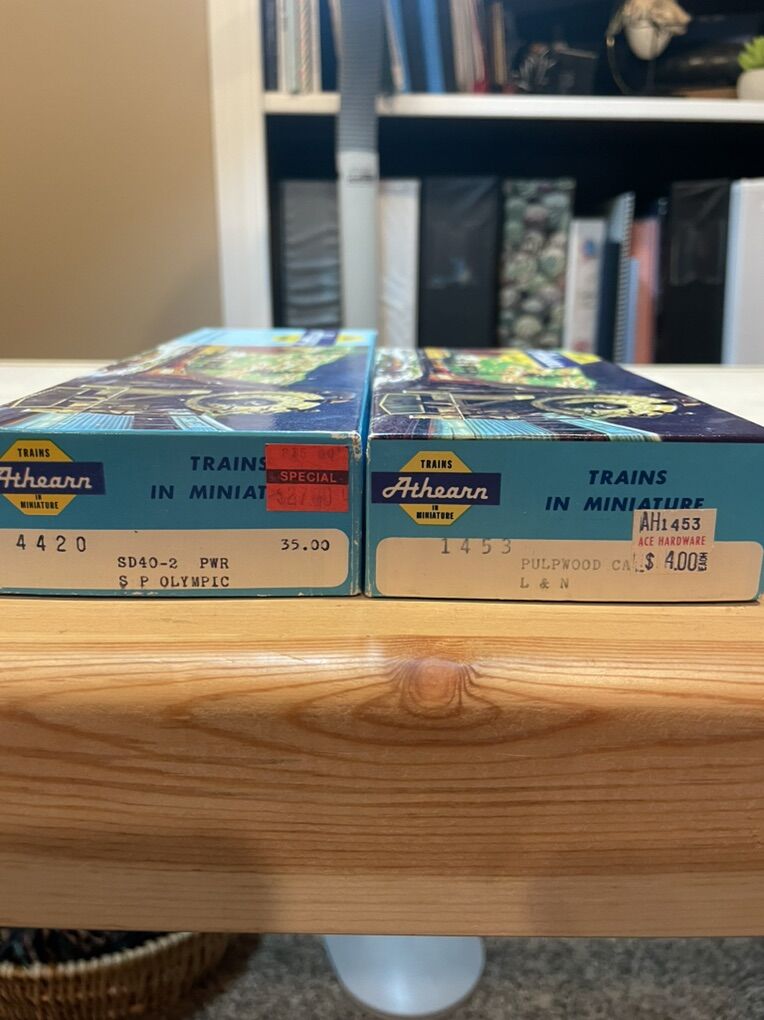 TRAINS
Athearn
IN
MINIATURE
TRAINS
IN MINIAT
SPECIAL
4420
SD40-2 PWR
S P OLYMPIC
35.00
TRAINS
Athearn
IN
MINIATURE
TRAINS
IN MINIATURE
AH1453
ACE HARDWARE
$ 4.00 EACH
1453
PULPWOOD CA
L & N